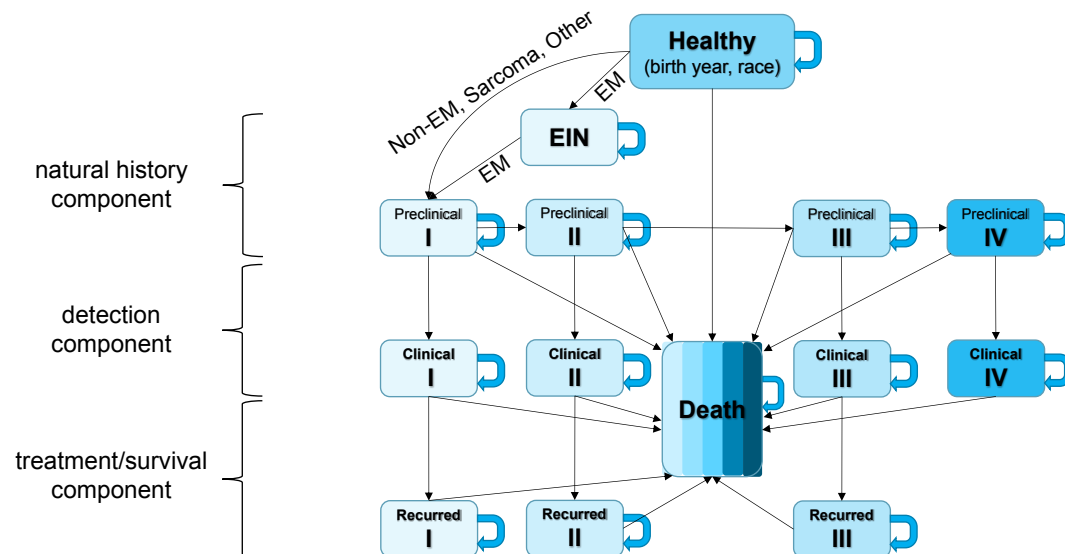 Healthy
(birth year, race)
Non-EM, Sarcoma, Other
EM
EIN
EM
natural history
component
Preclinical
I
Preclinical
II
Preclinical
III
Preclinical
IV
detection
component
Clinical
I
Clinical
II
Clinical
III
Clinical
IV
Death
treatment/survival
component
Recurred
I
Recurred
II
Recurred
III